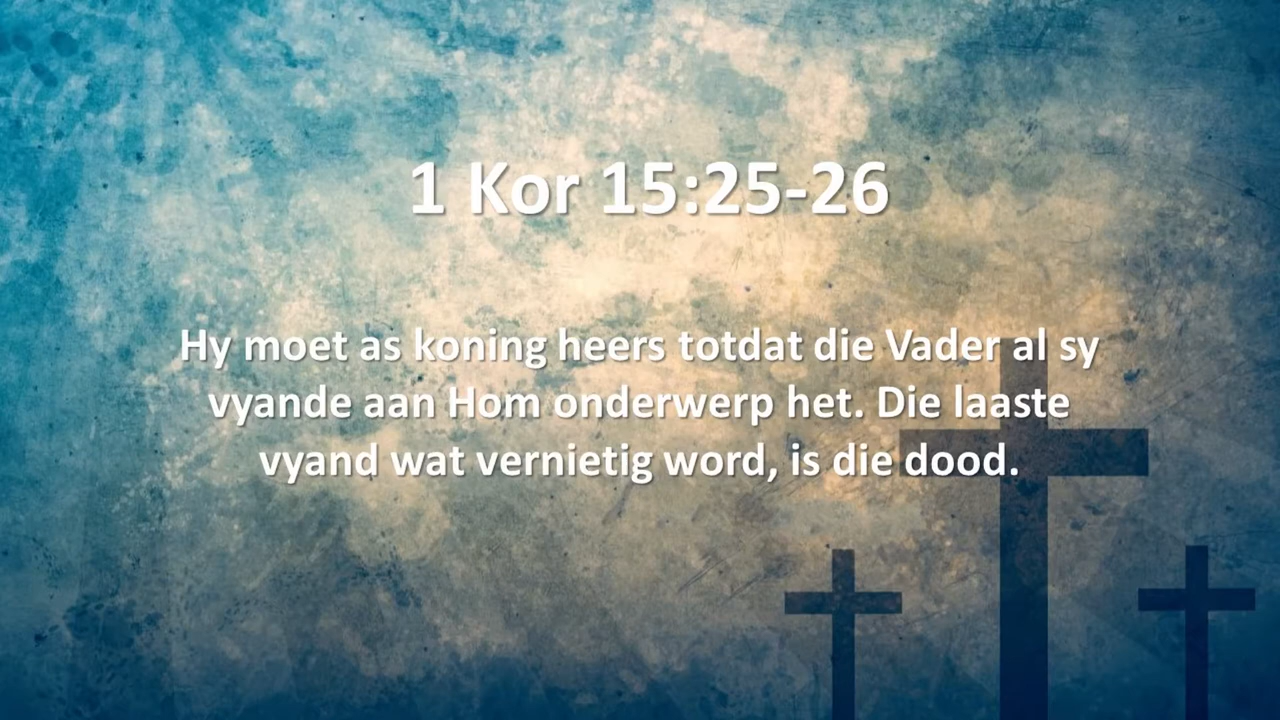 1 Kor 15:25-26
Hy moet as koning heers totdat die Vader al sy
vyande aan Hom onderwerp het. Die laaste
vyand wat vernietig word, is die dood.